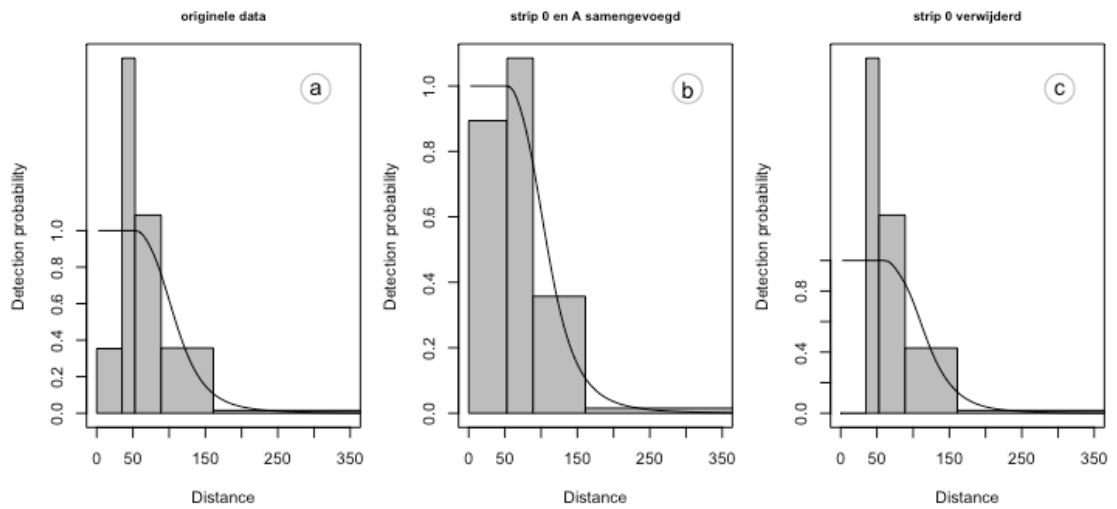 originele data
a
Detection probability
0.0 0.2 0.4 0.6 0.8 1.0
0 50 150 250 350
Distance
strip 0 en A samengevoegd
b
Detection probability
0.0 0.2 0.4 0.6 0.8 1.0
0 50 150 250 350
Distance
strip 0 verwijderd
c
Detection probability
0.0 0.4 0.8
0 50 150 250 350
Distance